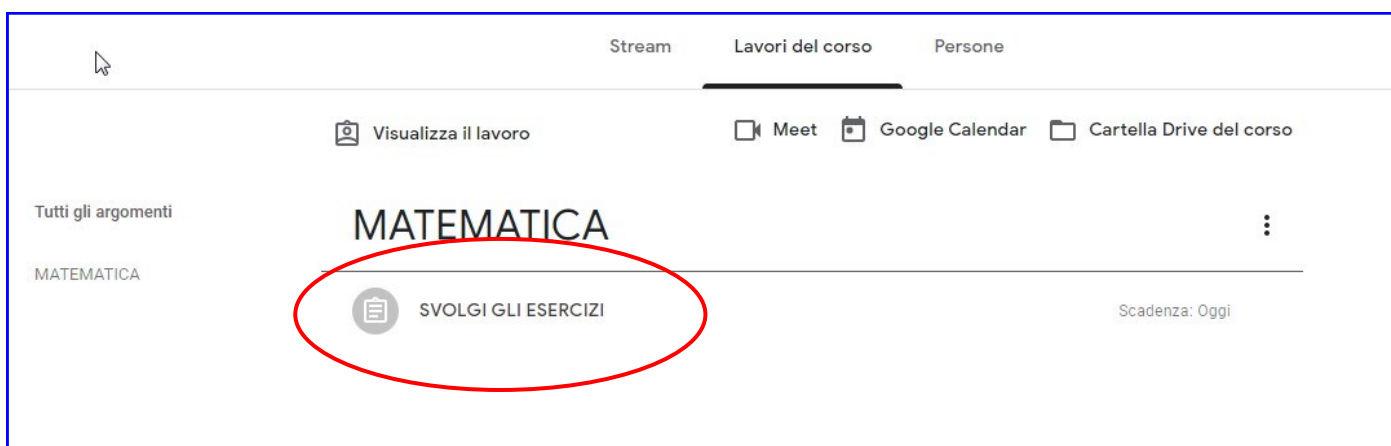 Stream Lavori del corso Persone
Visualizza il lavoro Meet Google Calendar Cartella Drive del corso
Tutti gli argomenti
MATEMATICA
MATEMATICA
SVOLGI GLI ESERCIZI Scadenza: Oggi